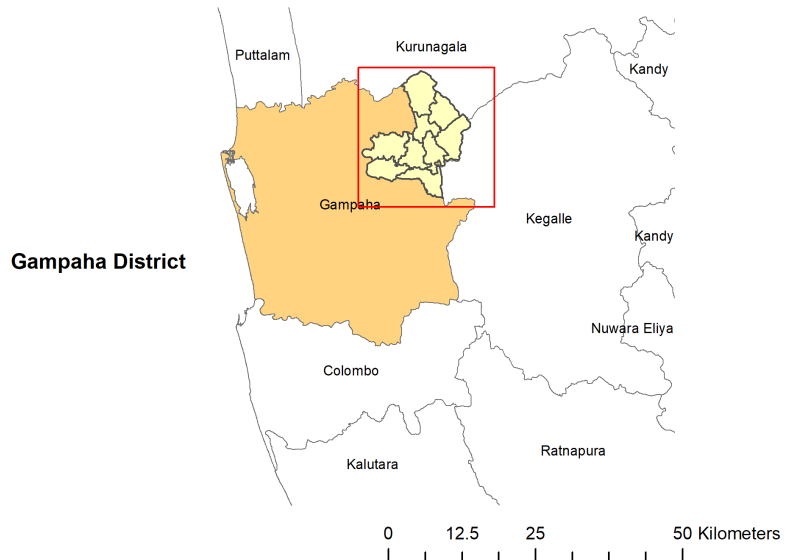 Kurunagala
Puttalam
Kandy
Gampaha
Kegalle
Kandy
Gampaha District
Nuwara Eliya
Colombo
Ratnapura
Kalutara
0 12.5 25 50 Kilometers